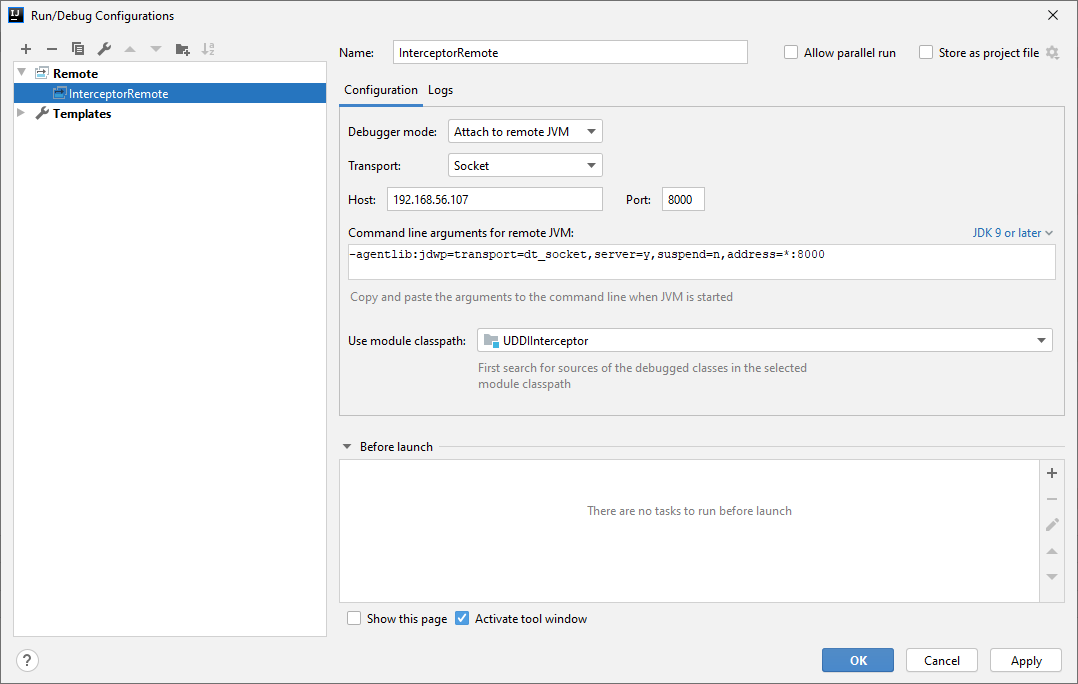 Run/Debug Configurations
Name: InterceptorRemote Allow parallel run Store as project file
Remote
InterceptorRemote
Templates
Configuration Logs
Debugger mode: Attach to remote JVM
Transport: Socket
Host: 192.168.56.107 Port: 8000
Command line arguments for remote JVM: JDK 9 or later
-agentlib:jdwp=transport=dt_socket,server=y,suspend=n,address=*:8000
Copy and paste the arguments to the command line when JVM is started
Use module classpath: UDDIInterceptor
First search for sources of the debugged classes in the selected
module classpath
Before launch
There are no tasks to run before launch
Show this page Activate tool window
? OK Cancel Apply